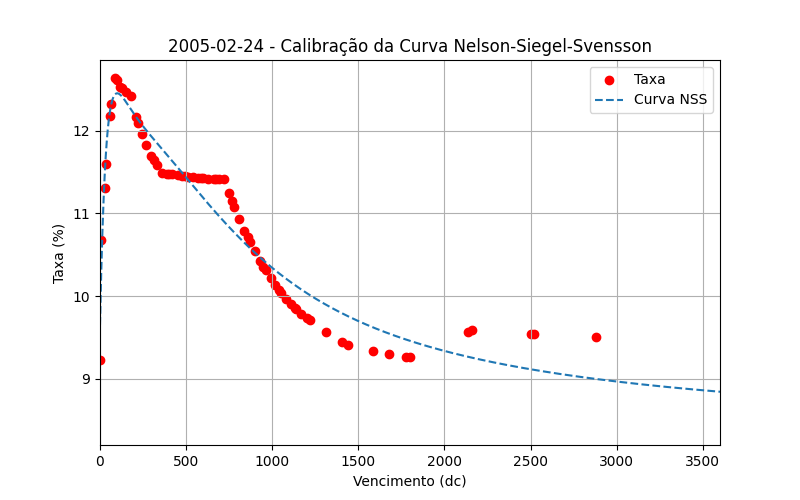 2005-02-24 - Calibração da Curva Nelson-Siegel-Svensson
Taxa
Curva NSS
Taxa (%)
12
11
10
9
0 500 1000 1500 2000 2500 3000 3500
Vencimento (dc)